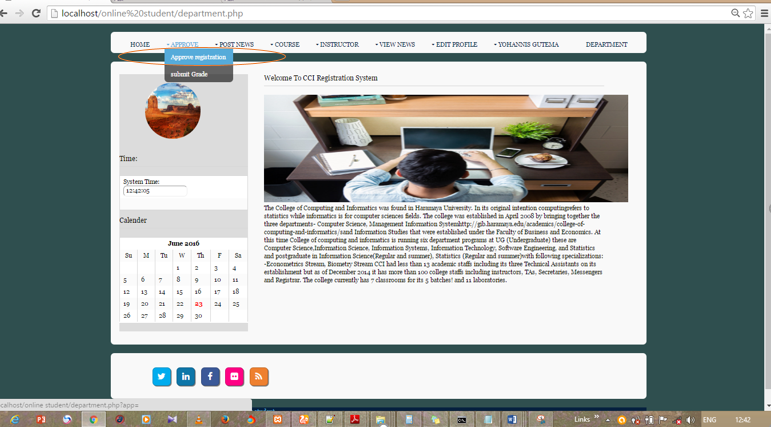 localhost/online%20student/department.php
HOME APPROVE POST NEWS COURSE INSTRUCTOR VIEW NEWS EDIT PROFILE YOHANNIS GUTEMA DEPARTMENT
Approve registration
submit Grade
Welcome To CCI Registration System
Time:
System Time:
12:42:05
Calender
June 2016
Su Mo Tu W Th F Sa
1 2 3 4
5 6 7 8 9 10 11
12 13 14 15 16 17 18
19 20 21 22 23 24 25
26 27 28 29 30
The College of Computing and Informatics was found in Haramaya University. In its original intention computingrefers to
statistics while informatics is for computer sciences fields. The college was established in April 2008 by bringing together the
three departments- Computer Science, Management Information Systemhttp://gib.haramaya.edu/academics/college-of-
computing-and-informatics/sand Information Studies that were established under the Faculty of Business and Economics. At
this time College of computing and informatics is running six department programs at UG (Undergraduate) these are
Computer Science,Information Science, Information Systems, Information Technology, Software Engineering, and Statistics
and postgraduate in Information Science(Regular and summer), Statistics (Regular and summer)with following specializations:
-Econometrics Stream, Biometry Stream CCI had less than 13 academic staffs including its three Technical Assistants on its
establishment but as of December 2014 it has more than 100 college staffs including instructors, TAs, Secretaries, Messengers
and Registrar. The college currently has 7 classrooms for its 5 batches! and 11 laboratories.
calhost/online student/department.php?app=
Links
ENG
12:42